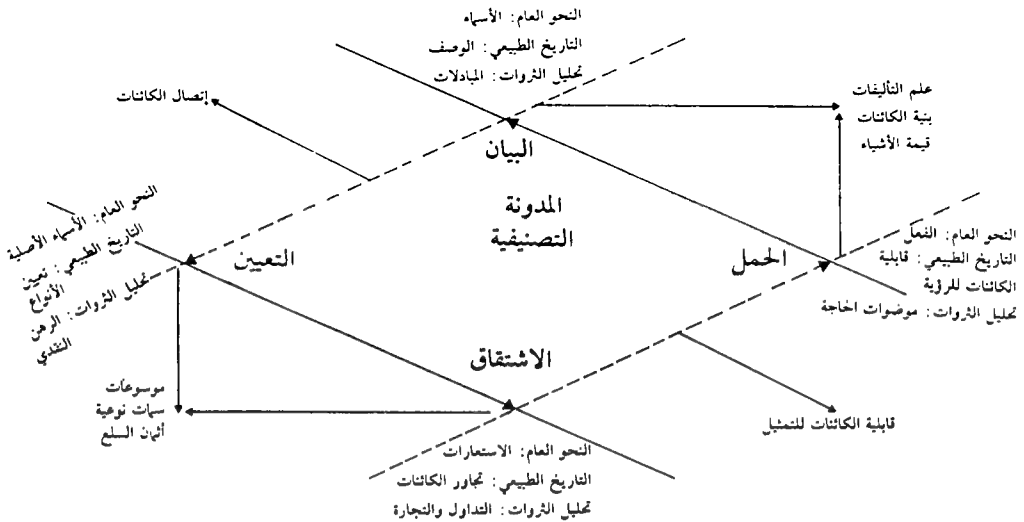 النحو العام: الأسماء
التاريخ الطبيعي: الوصف
تحليل الثروات: المبادلات
علم التأليفات
بنية الكائنات
قيمة الأشياء
إتصال الكائنات
البيان
المدونة
التصنيفية
الحمل
التعيين
الاشتقاق
النحو العام: الفعل
التاريخ الطبيعي: قابلية
الكائنات للرؤية
تحليل الثروات: موضوات الحاجة
النحو العام: الأسماء الأصلية
التاريخ الطبيعي: تعيين
الأنواع
تحليل الثروات: الرهن
النقدي
موسوعات
سمات نوعية
أثمان السلع
قابلية الكائنات للتمثيل
النحو العام: الاستعارات
التاريخ الطبيعي: تجاور الكائنات
تحليل الثروات: التداول والتجارة